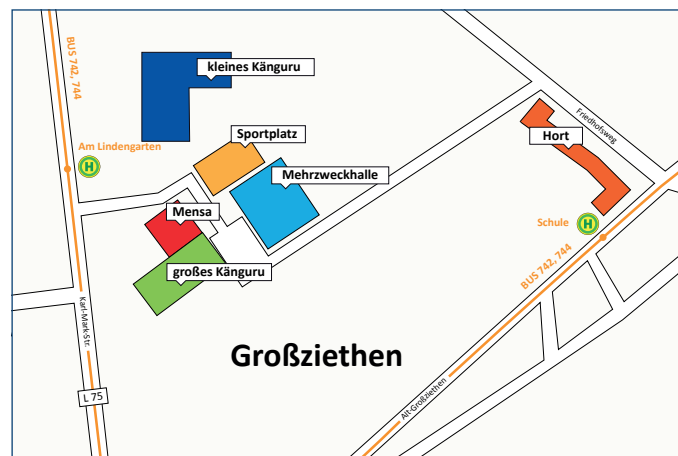 BUS 742, 744
kleines Känguru
Sportplatz
Am Lindengarten
H
Mehrzweckhalle
Mensa
großes Känguru
Friedhofsweg
Hort
Schule
H
BUS 742, 744
Karl-Mark-Str.
Großziethen
L 75
Alt-Großziethen